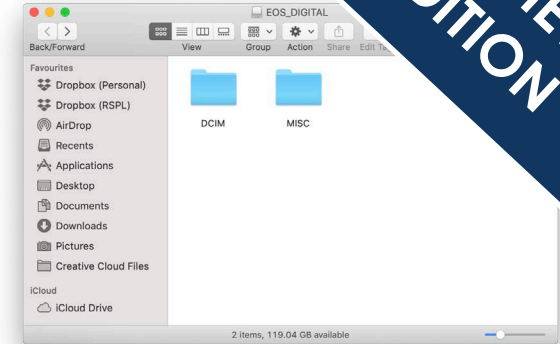 EOS_DIGITAL
Back/Forward
View
Group
Action
Share
Favourites
Dropbox (Personal)
Dropbox (RSPL)
AirDrop
Recents
Applications
Desktop
Documents
Downloads
Pictures
Creative Cloud Files
iCloud
iCloud Drive
DCIM
MISC
2 items, 119.04 GB available